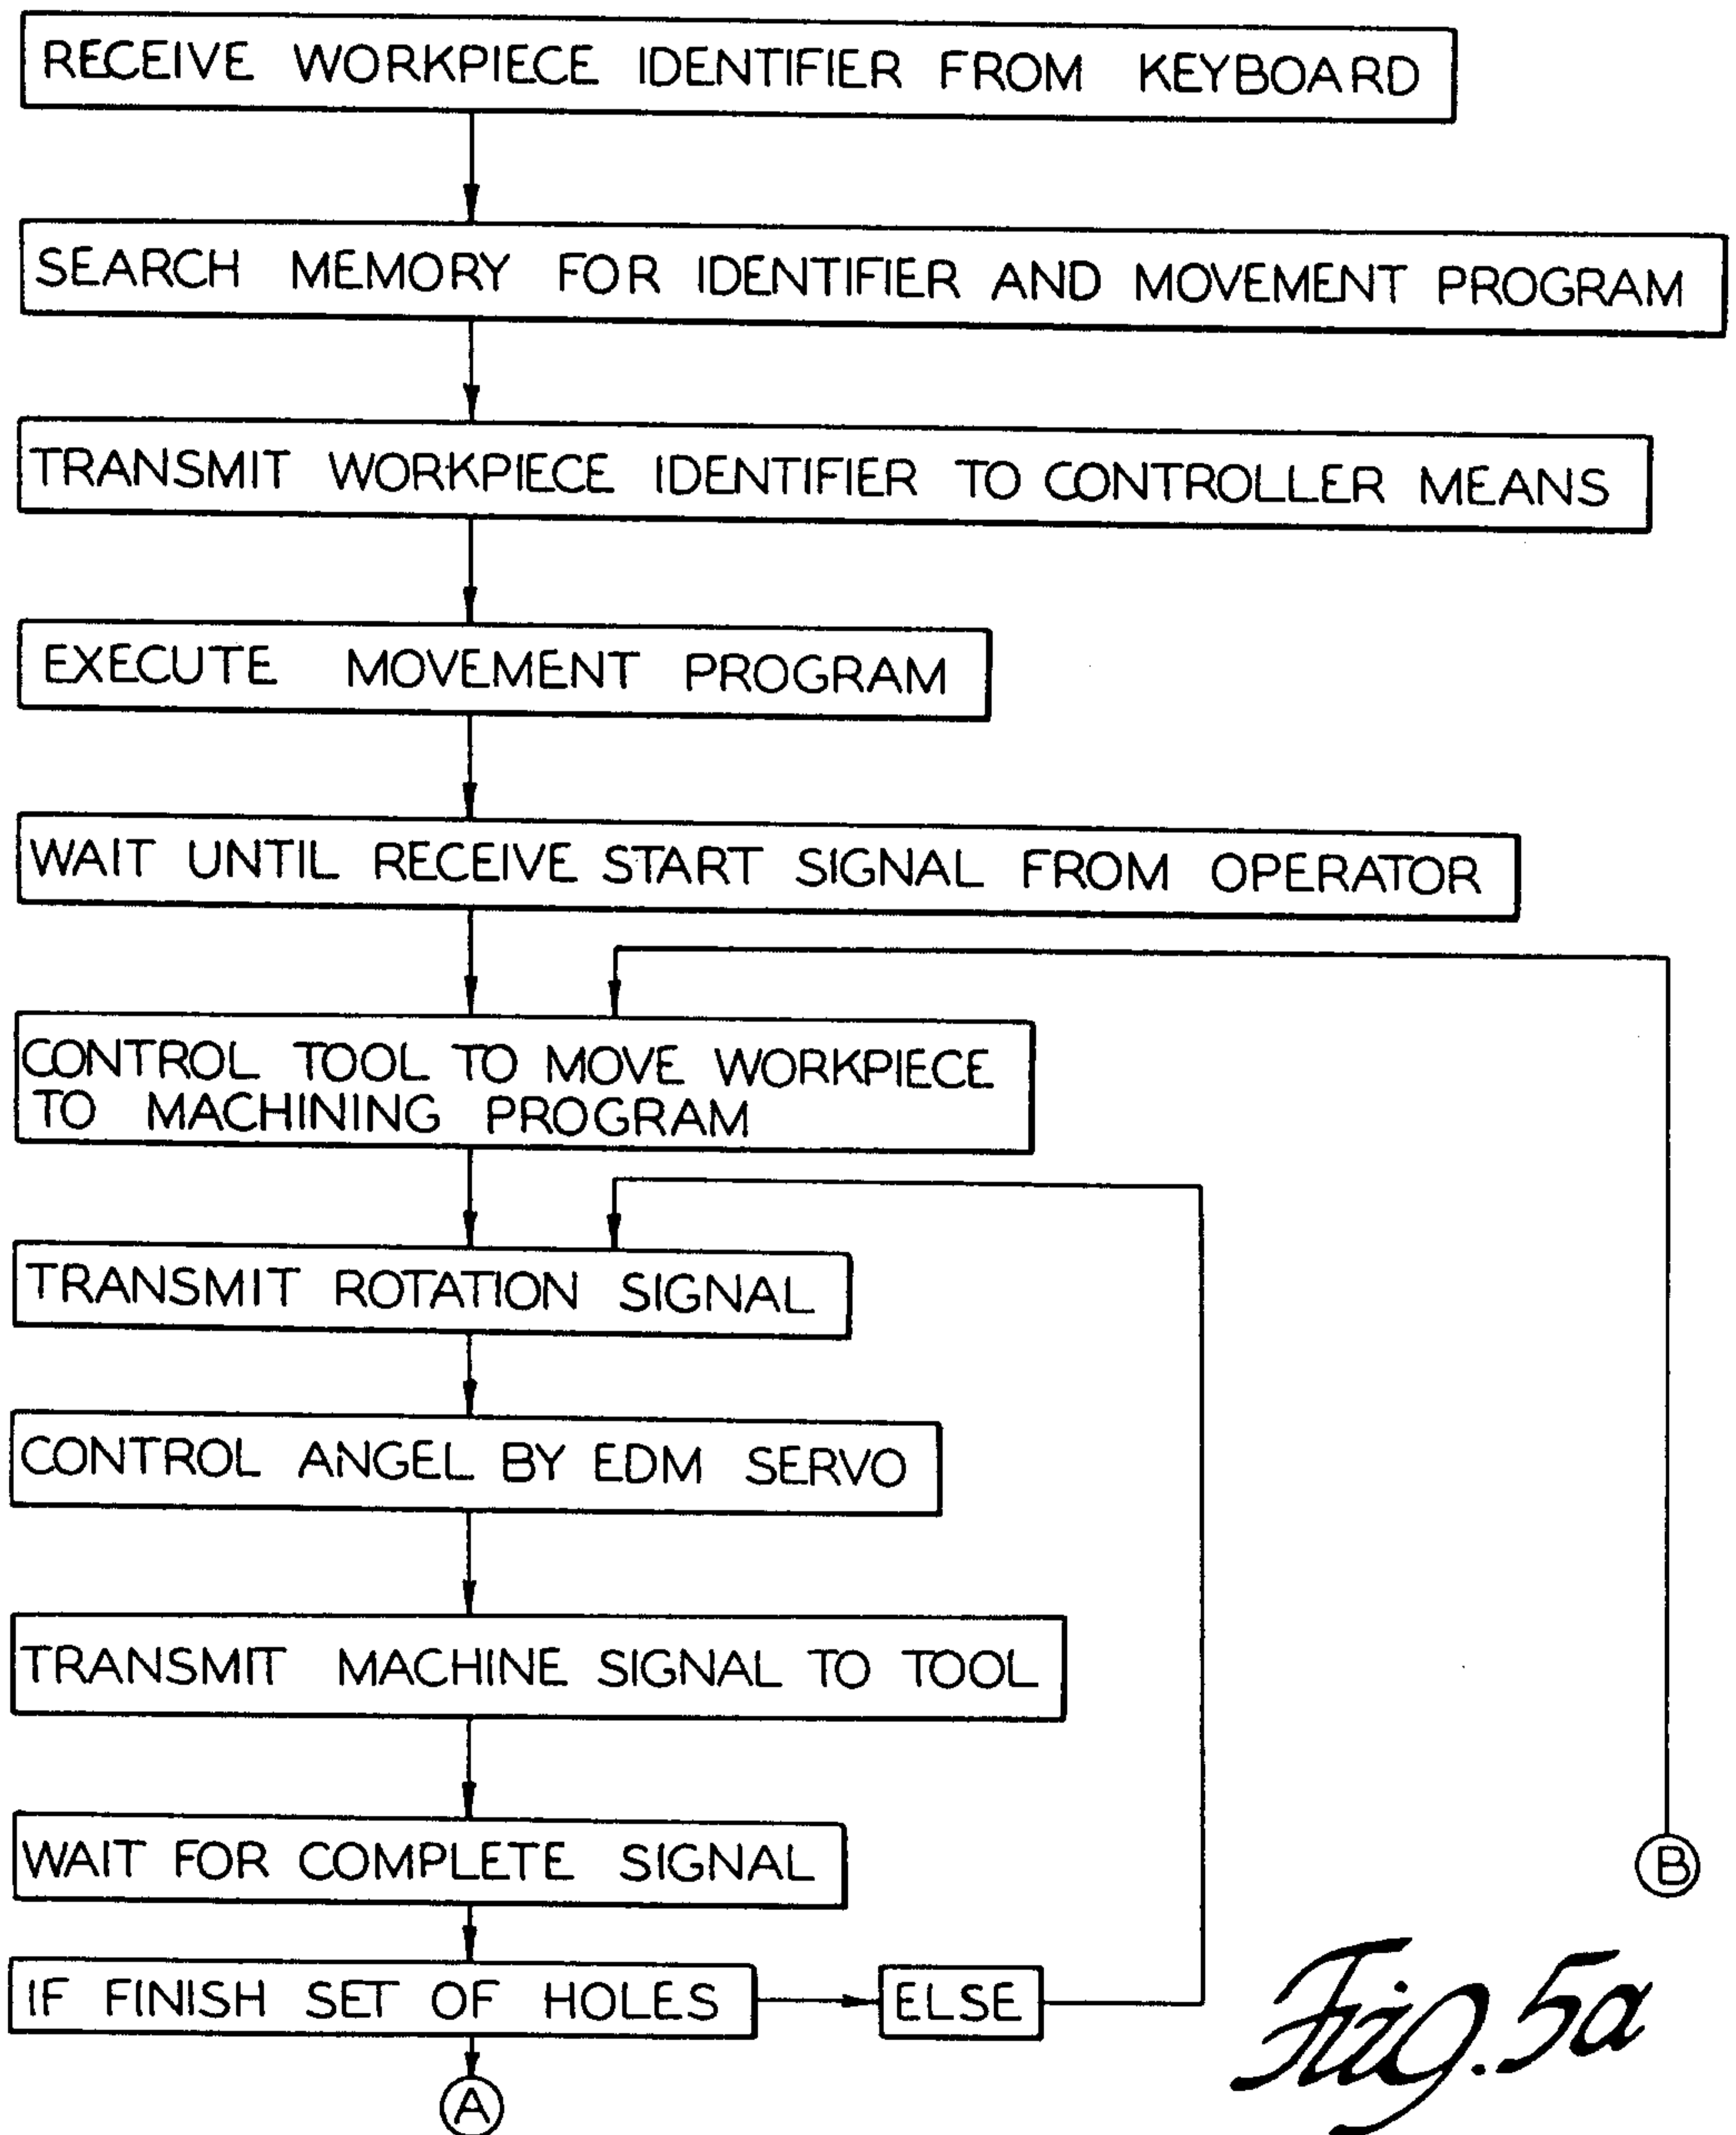 RECEIVE WORKPIECE IDENTIFIER FROM KEYBOARD
SEARCH MEMORY FOR IDENTIFIER AND MOVEMENT PROGRAM
TRANSMIT WORKPIECE IDENTIFIER TO CONTROLLER MEANS
EXECUTE MOVEMENT PROGRAM
WAIT UNTIL RECEIVE START SIGNAL FROM OPERATOR
CONTROL TOOL TO MOVE WORKPIECE
TO MACHINING PROGRAM
TRANSMIT ROTATION SIGNAL
CONTROL ANGEL BY EDM SERVO
TRANSMIT MACHINE SIGNAL TO TOOL
WAIT FOR COMPLETE SIGNAL
B
IF FINISH SET OF HOLES
ELSE
A
Fig. 5a